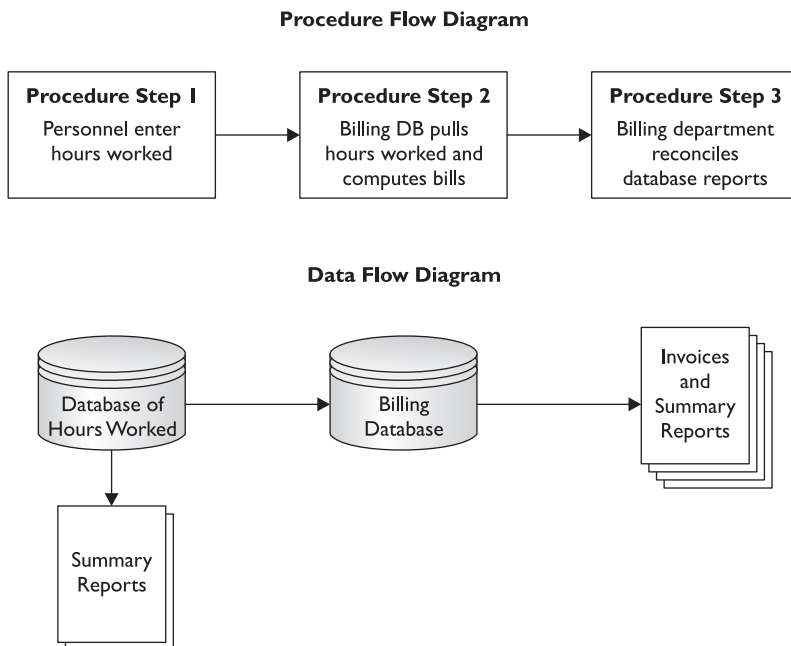 Procedure Flow Diagram
Procedure Step 1
Personnel enter
hours worked
Procedure Step 2
Billing DB pulls
hours worked and
computes bills
Procedure Step 3
Billing department
reconciles
database reports
Data Flow Diagram
Database of
Hours Worked
Billing
Database
Invoices
and
Summary
Reports
Summary
Reports